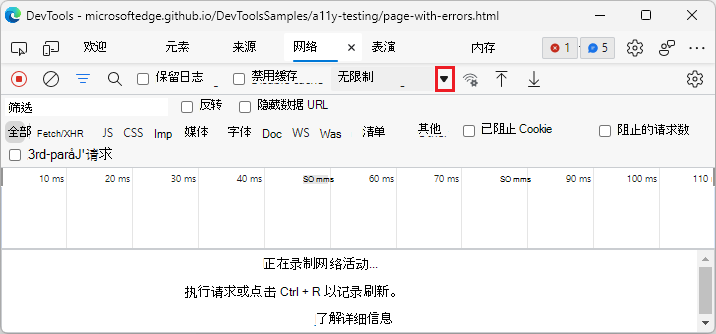 DevTools - microsoftedge.github.io/DevToolsSamples/a11y-testing/page-with-errors.html
欢迎 元素 来源 网络 表演 内存 1 5
保留日志 禁用缓存 无限制
筛选 反转 隐藏数据 URL
全部 Fetch/XHR JS CSS Imp 媒体 字体 Doc WS Was 清单 其他 已阻止 Cookie 阻止的请求数
3rd-paråJ'请求
10 ms 20 ms 30 ms 40 ms SO mms 60 ms 70 ms SO mms 90 ms 100 ms 110
正在录制网络活动...
执行请求或点击 Ctrl + R 以记录刷新。
了解详细信息